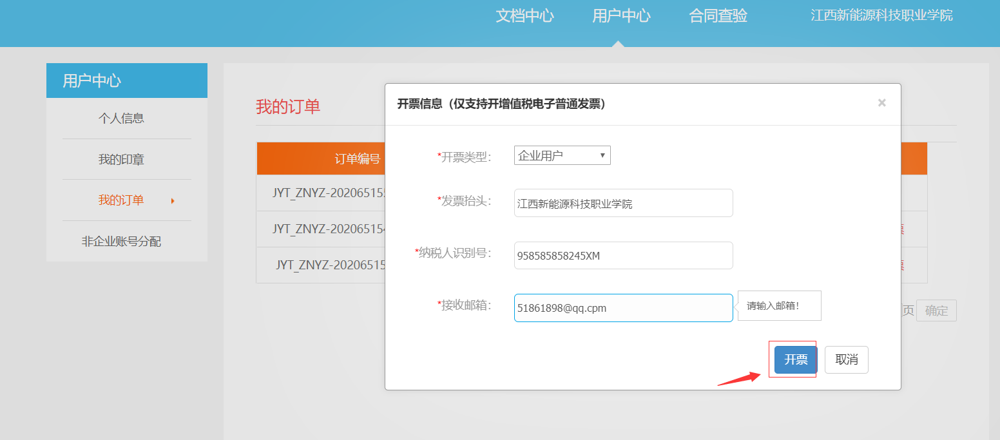 文档中心 用户中心 合同查验 江西新能源科技职业学院
用户中心
个人信息
我的印章
我的订单
非企业账号分配
我的订单
订单编号
JYT_ZNYZ-202065155
JYT_ZNYZ-20206515
JYT_ZNYZ-20206515
页 确定
开票信息（仅支持开增值税电子普通发票） ×
*开票类型： 企业用户 ▼
*发票抬头： 江西新能源科技职业学院
*纳税人识别号： 958585858245XM
*接收邮箱： 51861898@qq.cpm 请输入邮箱！
开票 取消